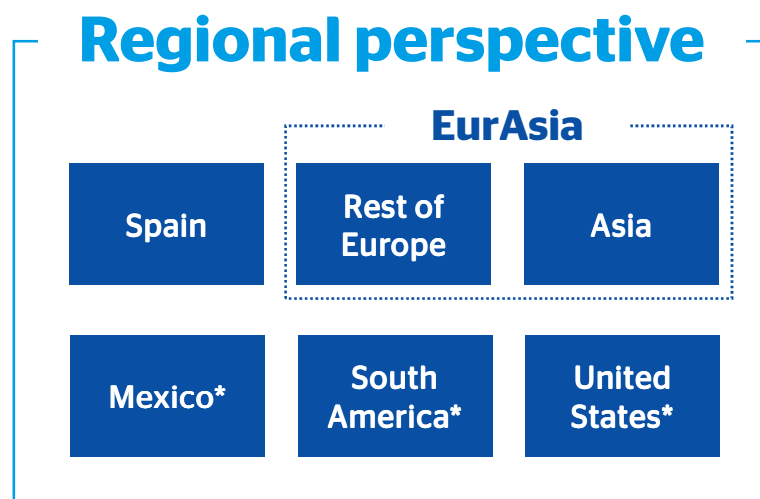 Regional perspective
EurAsia
Spain
Rest of
Europe
Asia
Mexico*
South
America*
United
States*